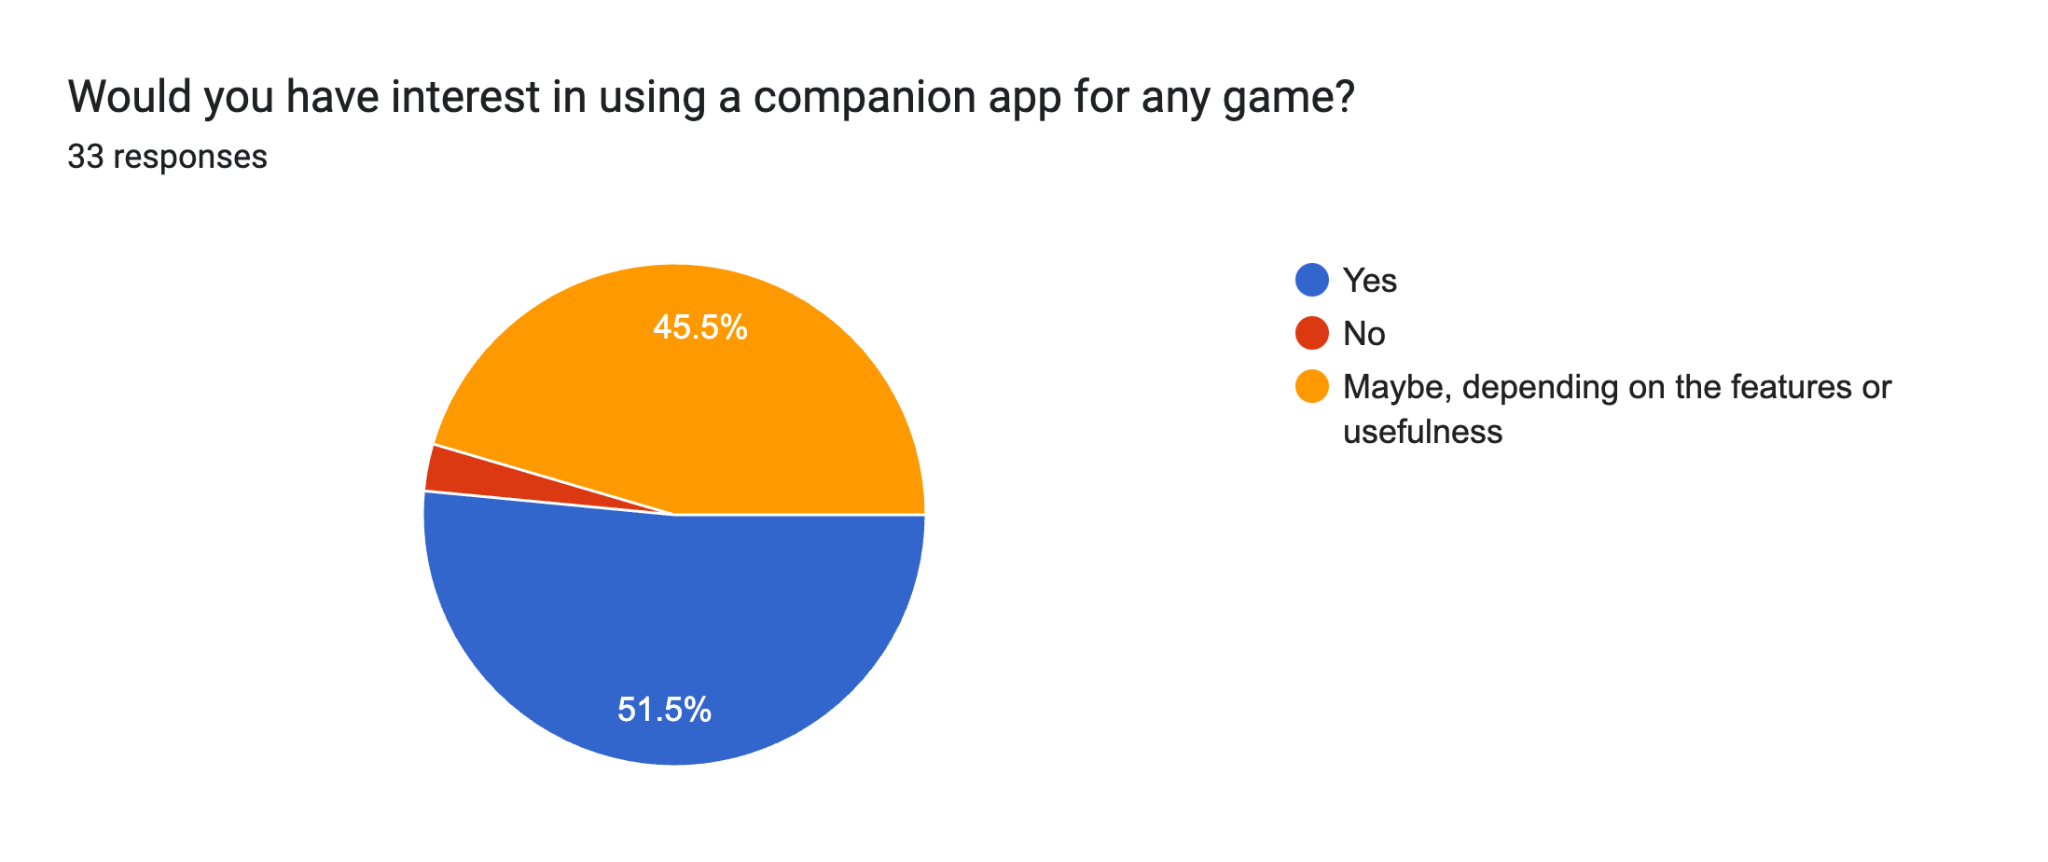 Would you have interest in using a companion app for any game?
33 responses
45.5%
51.5%
Yes
No
Maybe, depending on the features or
usefulness